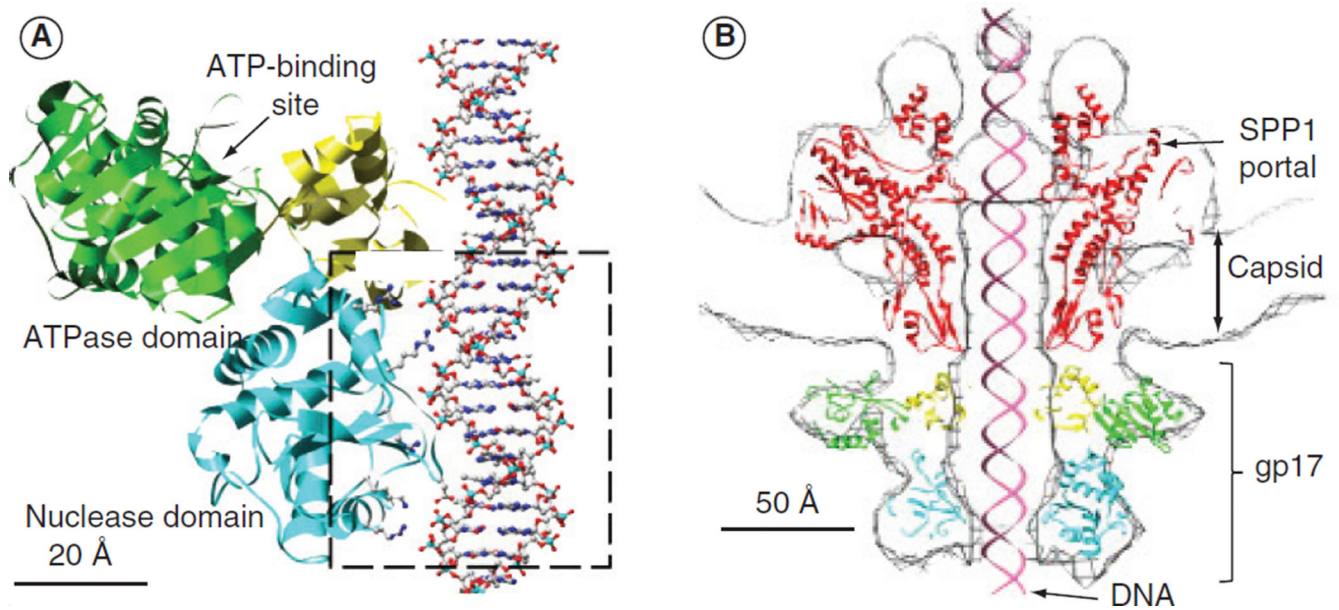 A
ATP-binding
site
ATPase domain
Nuclease domain
20 Å
B
SPP1
portal
Capsid
gp17
50 Å
DNA